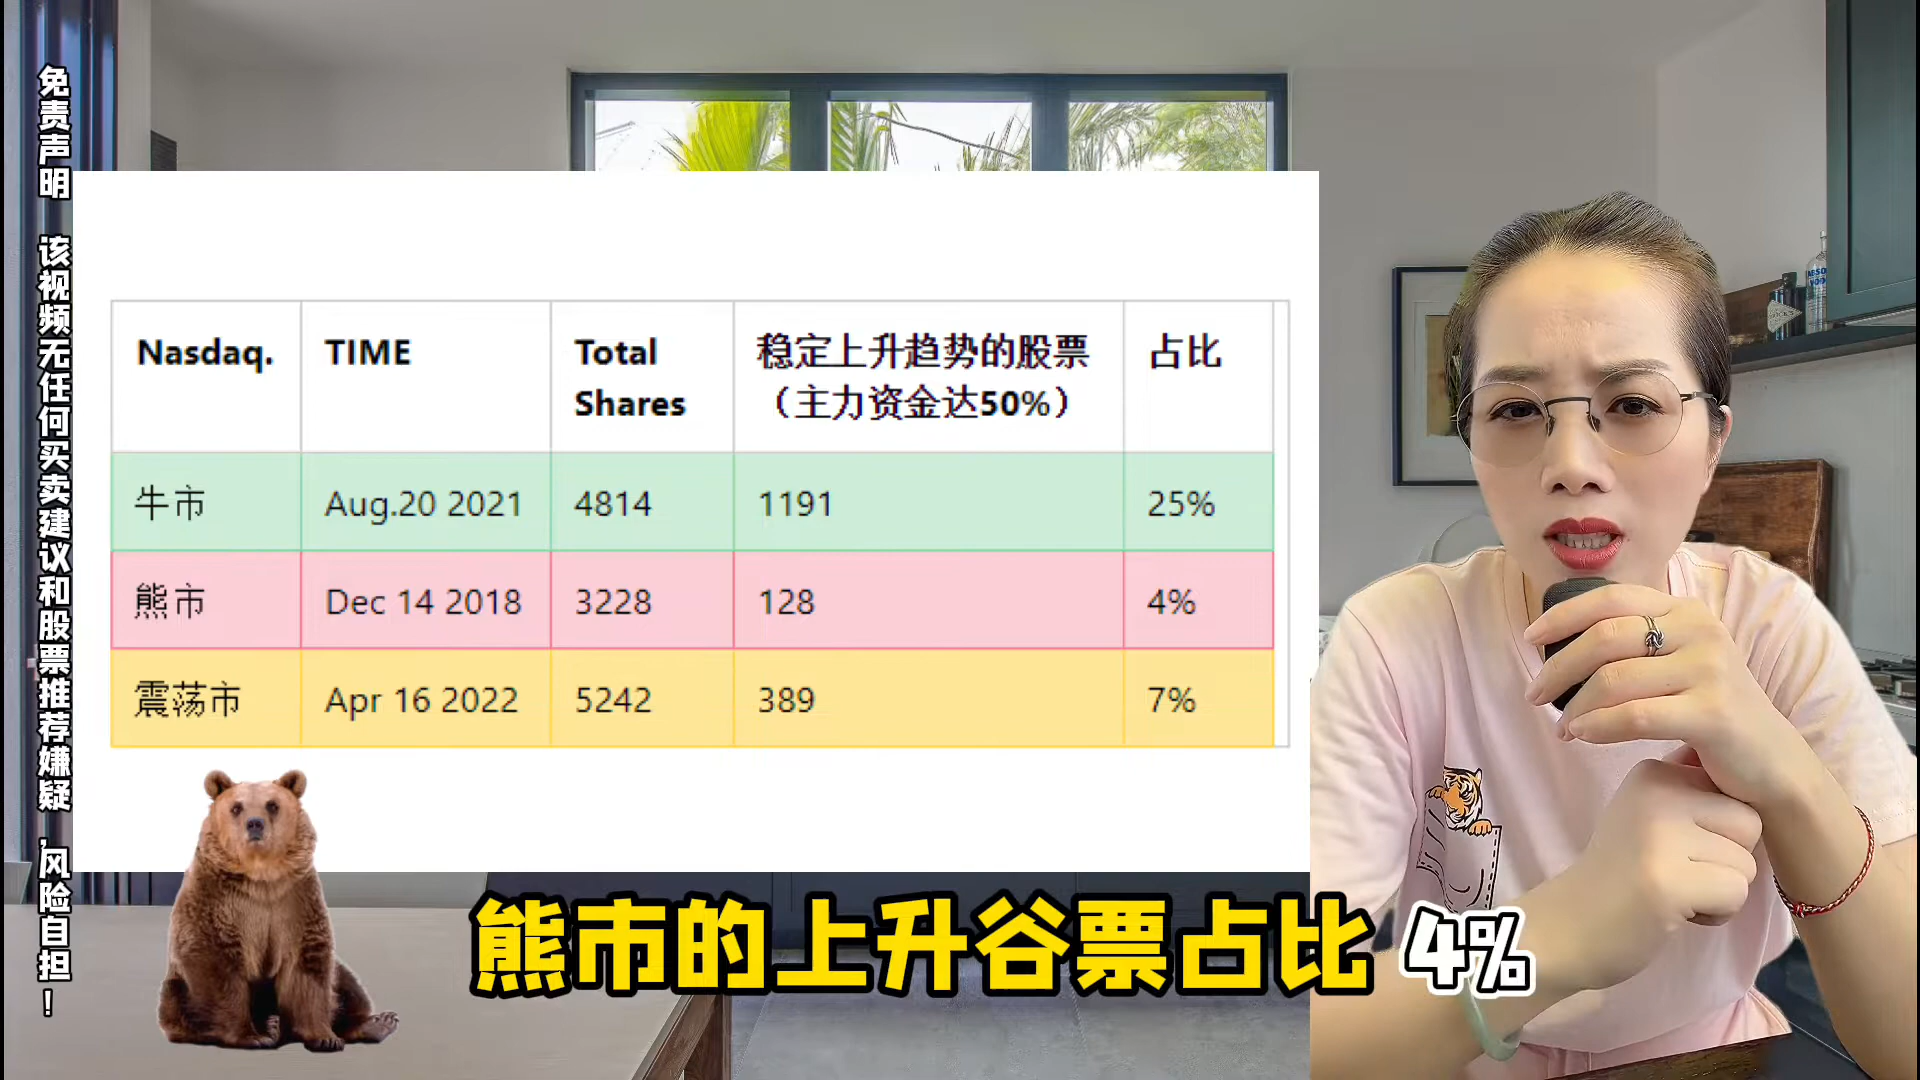 免责声明 该视频无任何买卖建议和股票推荐嫌疑,风险自担!
Nasdaq. TIME Total Shares 稳定上升趋势的股票(主力资金达50%) 占比
牛市 Aug.20 2021 4814 1191 25%
熊市 Dec 14 2018 3228 128 4%
震荡市 Apr 16 2022 5242 389 7%
熊市的上升谷票占比 4%